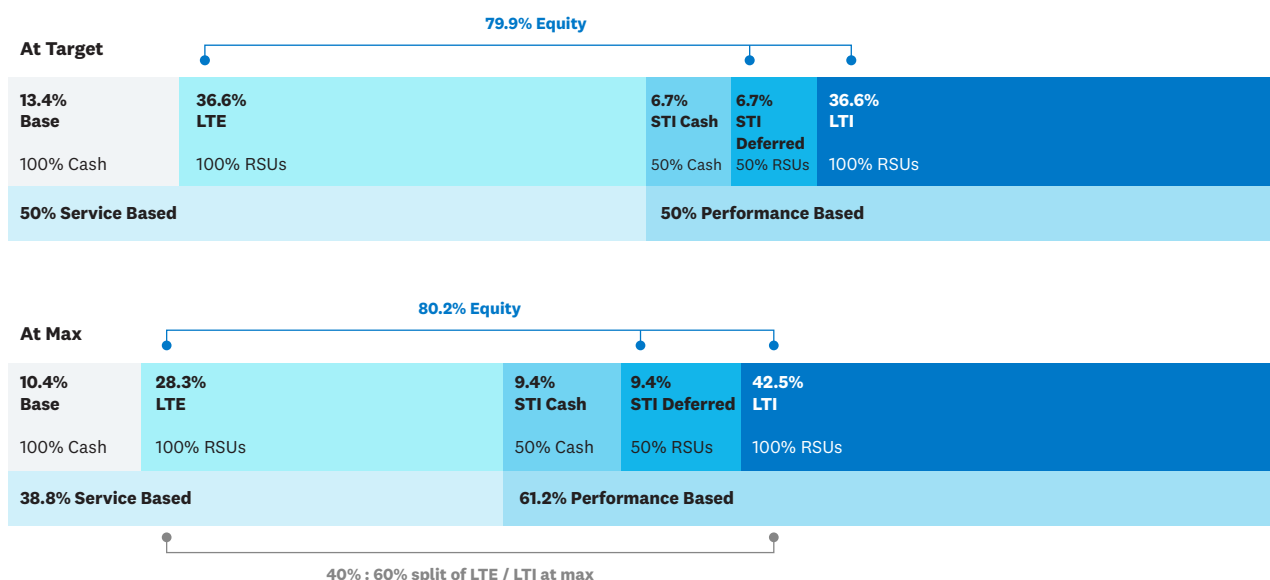 79.9% Equity
At Target
13.4%
Base
100% Cash
36.6%
LTE
100% RSUs
6.7%
STI Cash
50% Cash
6.7%
STI
Deferred
50% RSUs
36.6%
LTI
100% RSUs
50% Service Based
50% Performance Based
80.2% Equity
At Max
10.4%
Base
100% Cash
28.3%
LTE
100% RSUs
9.4%
STI Cash
50% Cash
9.4%
STI Deferred
50% RSUs
42.5%
LTI
100% RSUs
38.8% Service Based
61.2% Performance Based
40% : 60% split of LTE / LTI at max